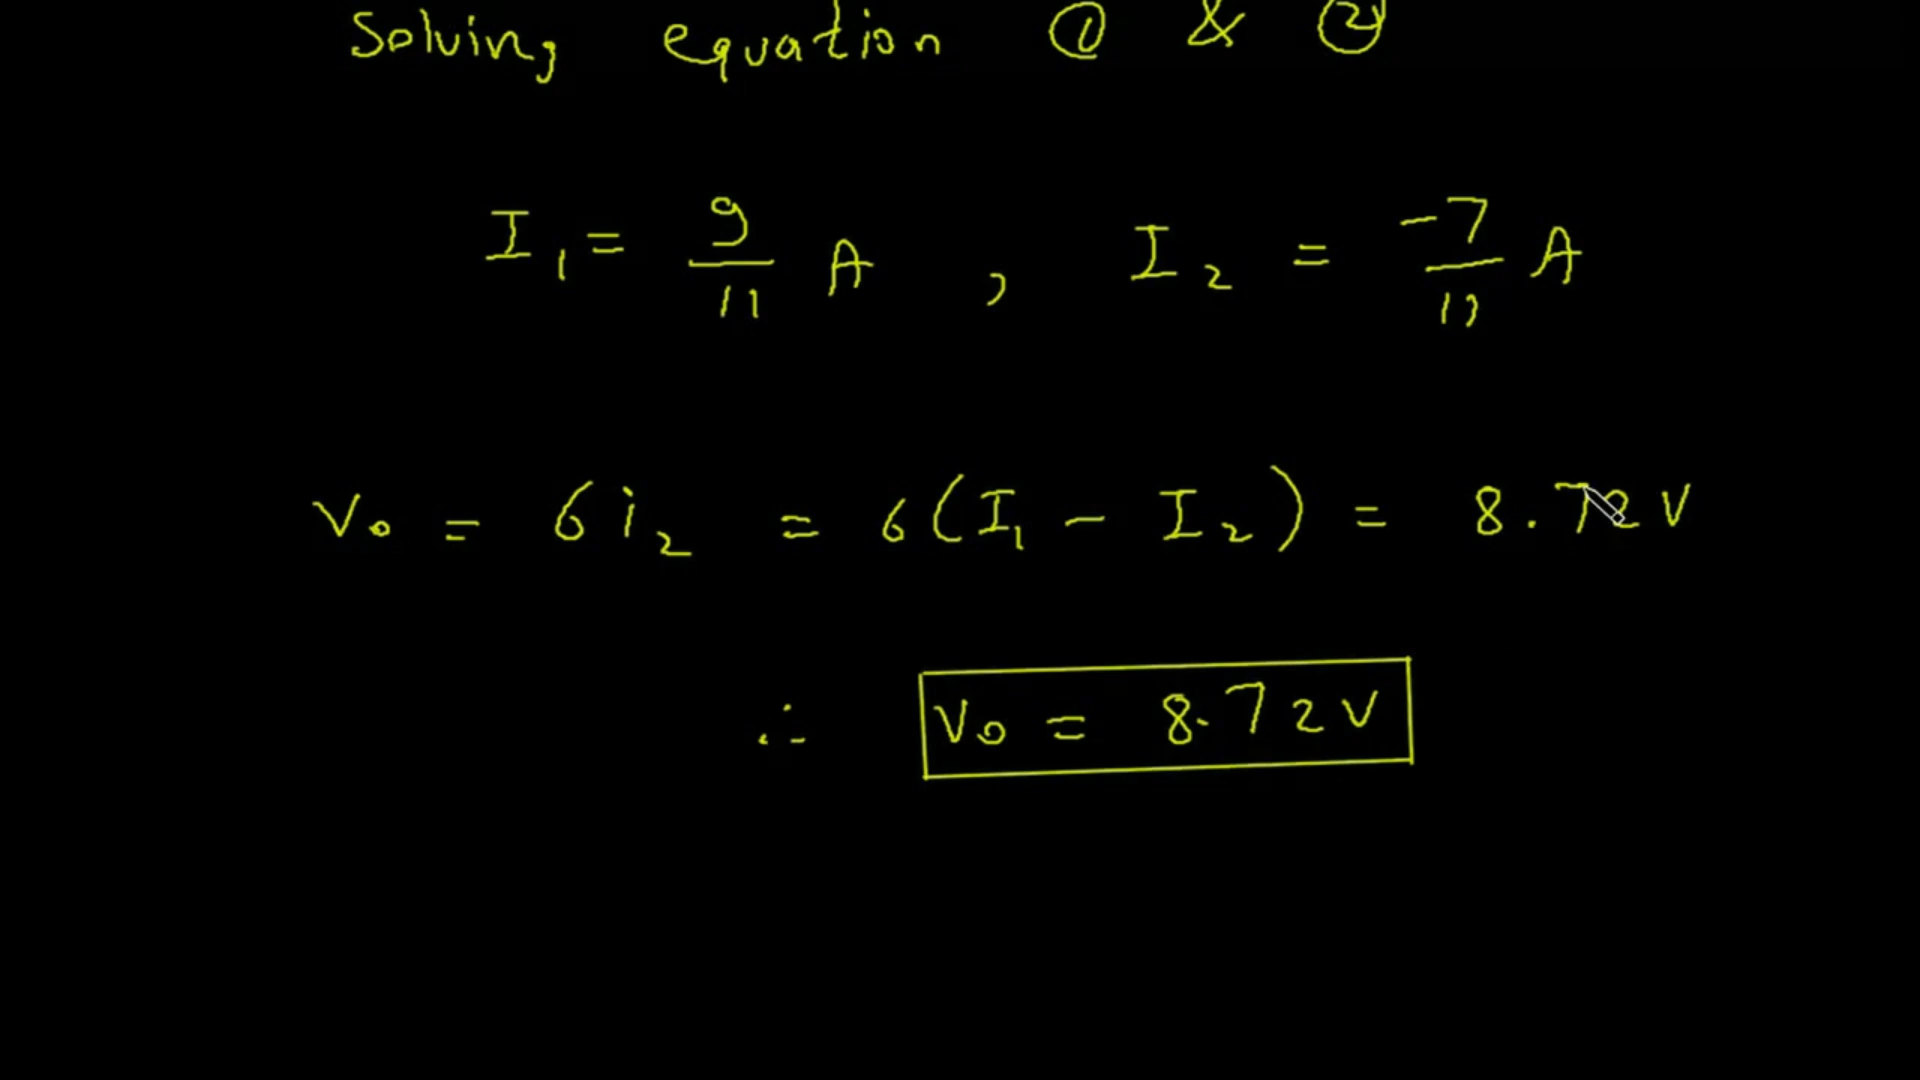 Solving equation ① & ②
I₁ = 9/11 A , I₂ = -7/11 A
V₀ = 6i₂ = 6(I₁ - I₂) = 8.72V
∴ V₀ = 8.72V